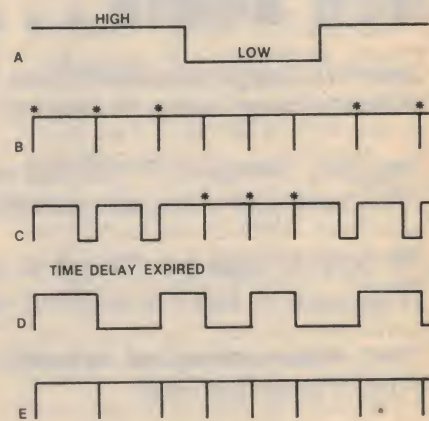 HIGH
LOW
A
* * * * *
B
* * *
C
TIME DELAY EXPIRED
D
E